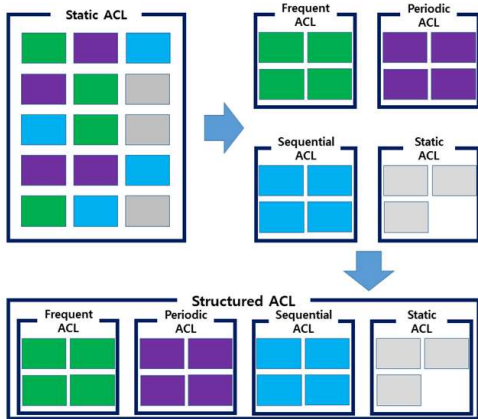 Static ACL
Frequent
ACL
Periodic
ACL
Sequential
ACL
Static
ACL
Structured ACL
Frequent
ACL
Periodic
ACL
Sequential
ACL
Static
ACL